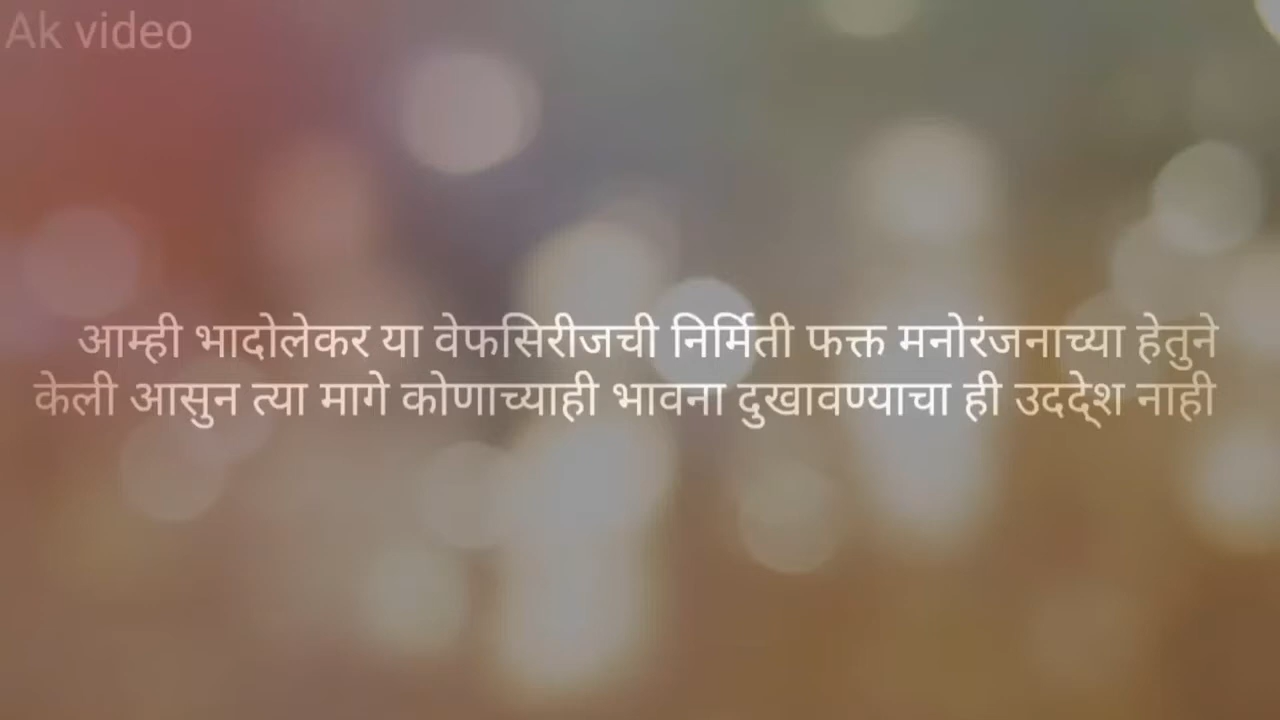 Ak video
आम्ही भादोलेकर या वेफसिरीजची निर्मिती फक्त मनोरंजनाच्या हेतुने
केली आसुन त्या मागे कोणाच्याही भावना दुखावण्याचा ही उददे्श नाही